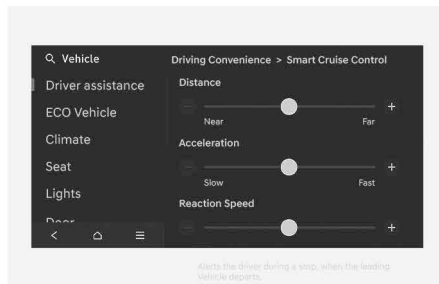 Vehicle
Driving Convenience > Smart Cruise Control
Driver assistance
ECO Vehicle
Climate
Seat
Lights
Door
Distance
Near
Far
Acceleration
Slow
Fast
Reaction Speed
Alerts the driver during a stop, when the leading
Vehicle departs.